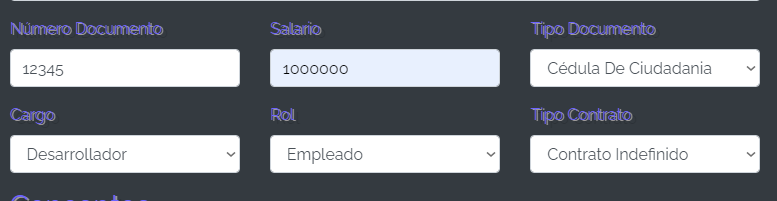 Número Documento Salario Tipo Documento
12345 1000000 Cédula De Ciudadania
Cargo Rol Tipo Contrato
Desarrollador Empleado Contrato Indefinido